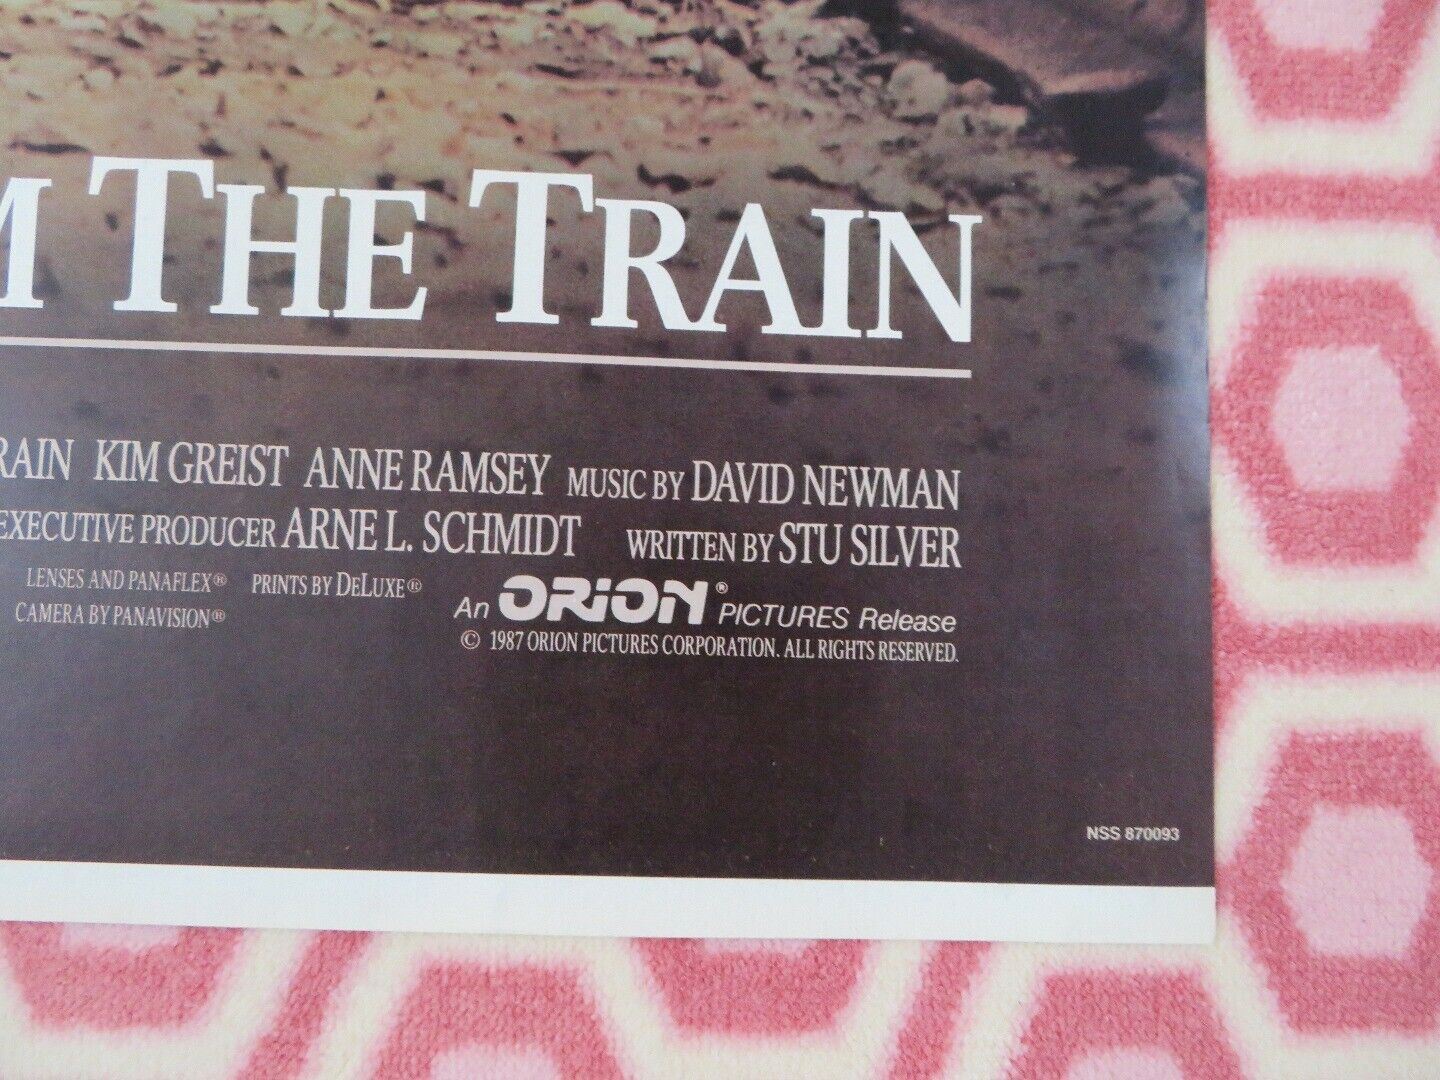 M THE TRAIN
RAIN KIM GREIST ANNE RAMSEY MUSIC BY DAVID NEWMAN
EXECUTIVE PRODUCER ARNE L. SCHMIDT WRITTEN BY STU SILVER
LENSES AND PANAFLEX® PRINTS BY DELUXE®
CAMERA BY PANAVISION®
An ORION® PICTURES Release
© 1987 ORION PICTURES CORPORATION. ALL RIGHTS RESERVED.
NSS 870093